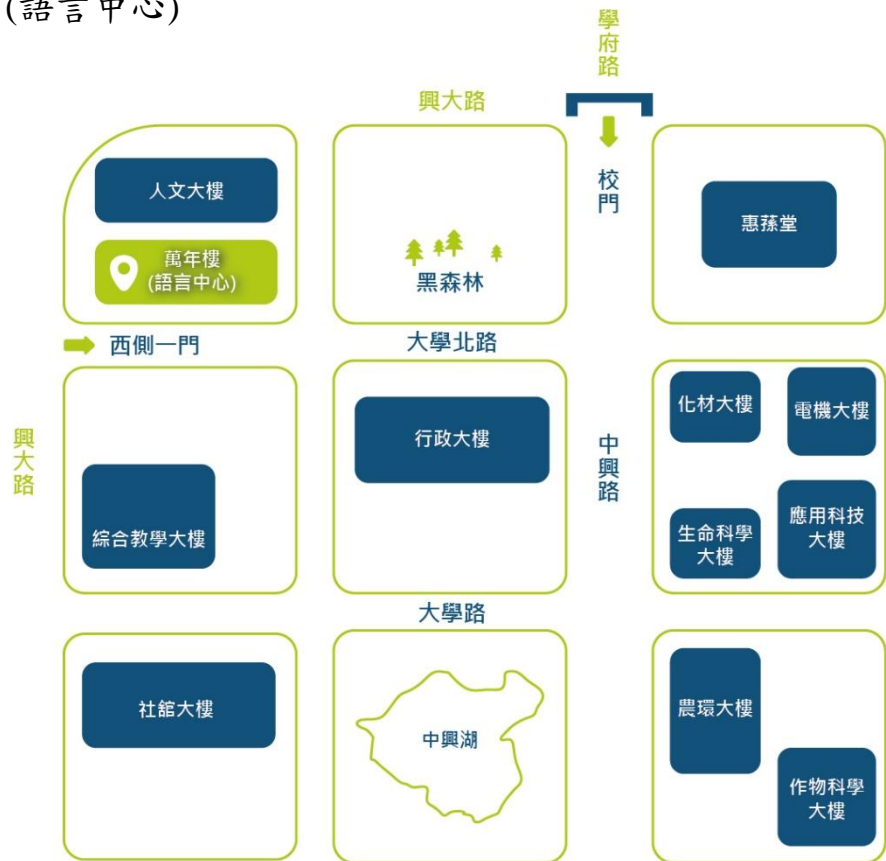 (語言中心)
學府路
興大路
校門
人文大樓
萬年樓
(語言中心)
黑森林
惠蓀堂
西側一門
大學北路
興大路
綜合教學大樓
行政大樓
中興路
化材大樓
電機大樓
生命科學
大樓
應用科技
大樓
大學路
社舘大樓
中興湖
農環大樓
作物科學
大樓